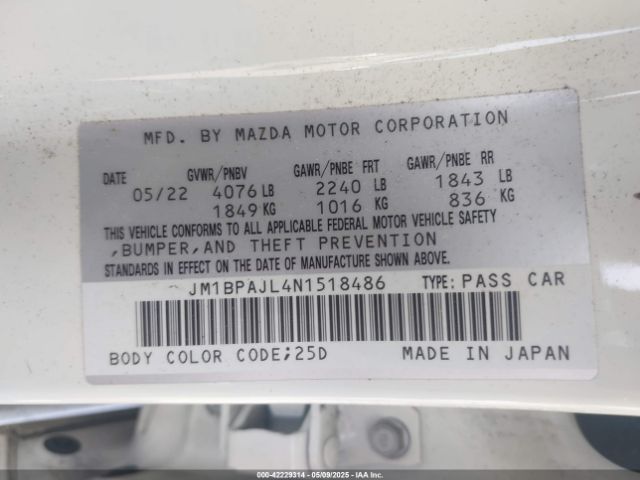 MFD. BY MAZDA MOTOR CORPORATION
DATE GVWR/PNBV GAWR/PNBE FRT GAWR/PNBE RR
05/22 4076 LB 2240 LB 1843 LB
1849 KG 1016 KG 836 KG
THIS VEHICLE CONFORMS TO ALL APPLICABLE FEDERAL MOTOR VEHICLE SAFETY
,BUMPER,AND THEFT PREVENTION
STANDARDS IN EFFECT ON THE DATE OF MANUFACTURE SHOWN ABOVE.
JM1BPAJL4N1518486 TYPE: PASS CAR
BODY COLOR CODE;25D MADE IN JAPAN
000-42229314 - 05/09/2025 - IAAI.COM